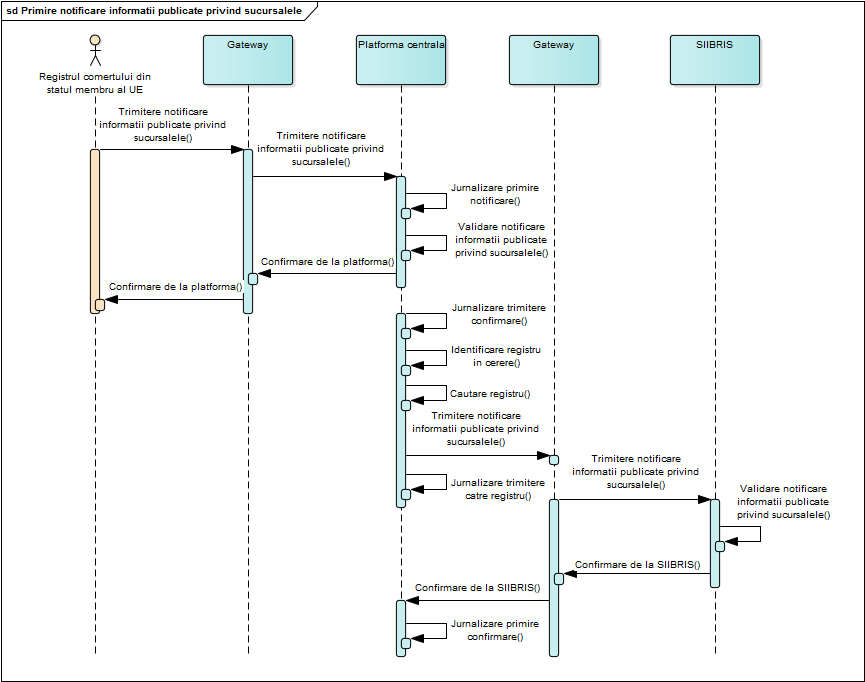 sd Primire notificare informatii publicate privind sucursalele
Registrul comertului din
statul membru al UE
Gateway
Platforma centrala
Gateway
SIIBRIS
Trimitere notificare
informatii publicate privind
sucursalele()
Trimitere notificare
informatii publicate privind
sucursalele()
Jurnalizare primire
notificare()
Validare notificare
informatii publicate
privind sucursalele()
Confirmare de la platforma()
Confirmare de la platforma()
Jurnalizare trimitere
confirmare()
Identificare registru
in cerere()
Cautare registru()
Trimitere notificare
informatii publicate privind
sucursalele()
Trimitere notificare
informatii publicate privind
sucursalele()
Jurnalizare trimitere
catre registru()
Validare notificare
informatii publicate
privind sucursalele()
Confirmare de la SIIBRIS()
Confirmare de la SIIBRIS()
Jurnalizare primire
confirmare()